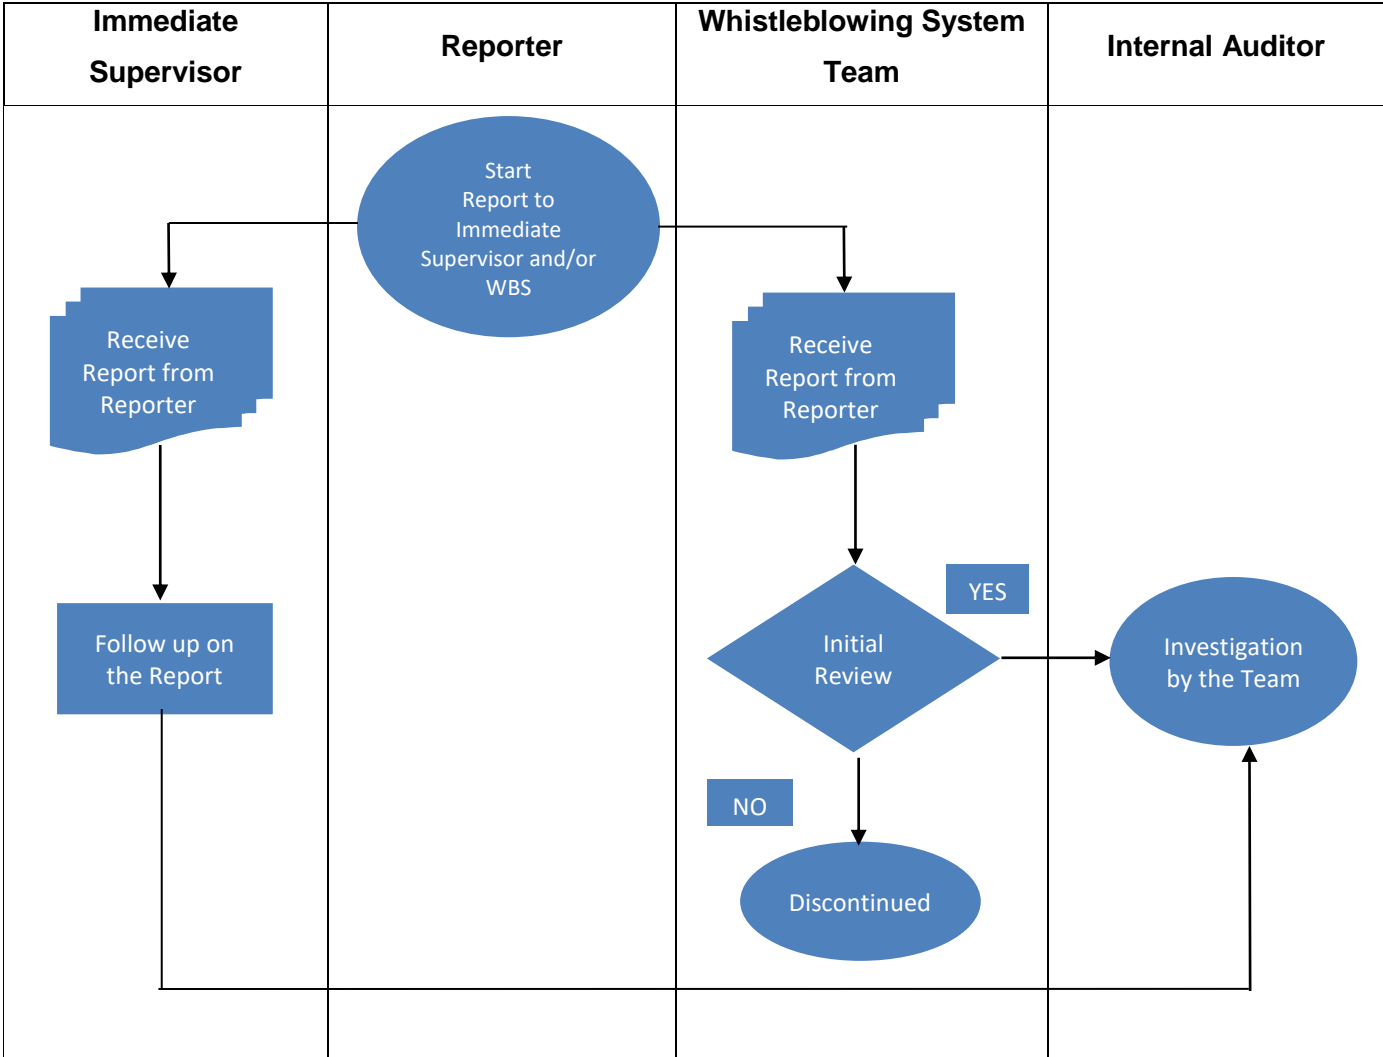 Immediate
Supervisor
Reporter
Whistleblowing System
Team
Internal Auditor
Start
Report to
Immediate
Supervisor and/or
WBS
Receive
Report from
Reporter
Receive
Report from
Reporter
YES
Follow up on
the Report
Initial
Review
Investigation
by the Team
NO
Discontinued